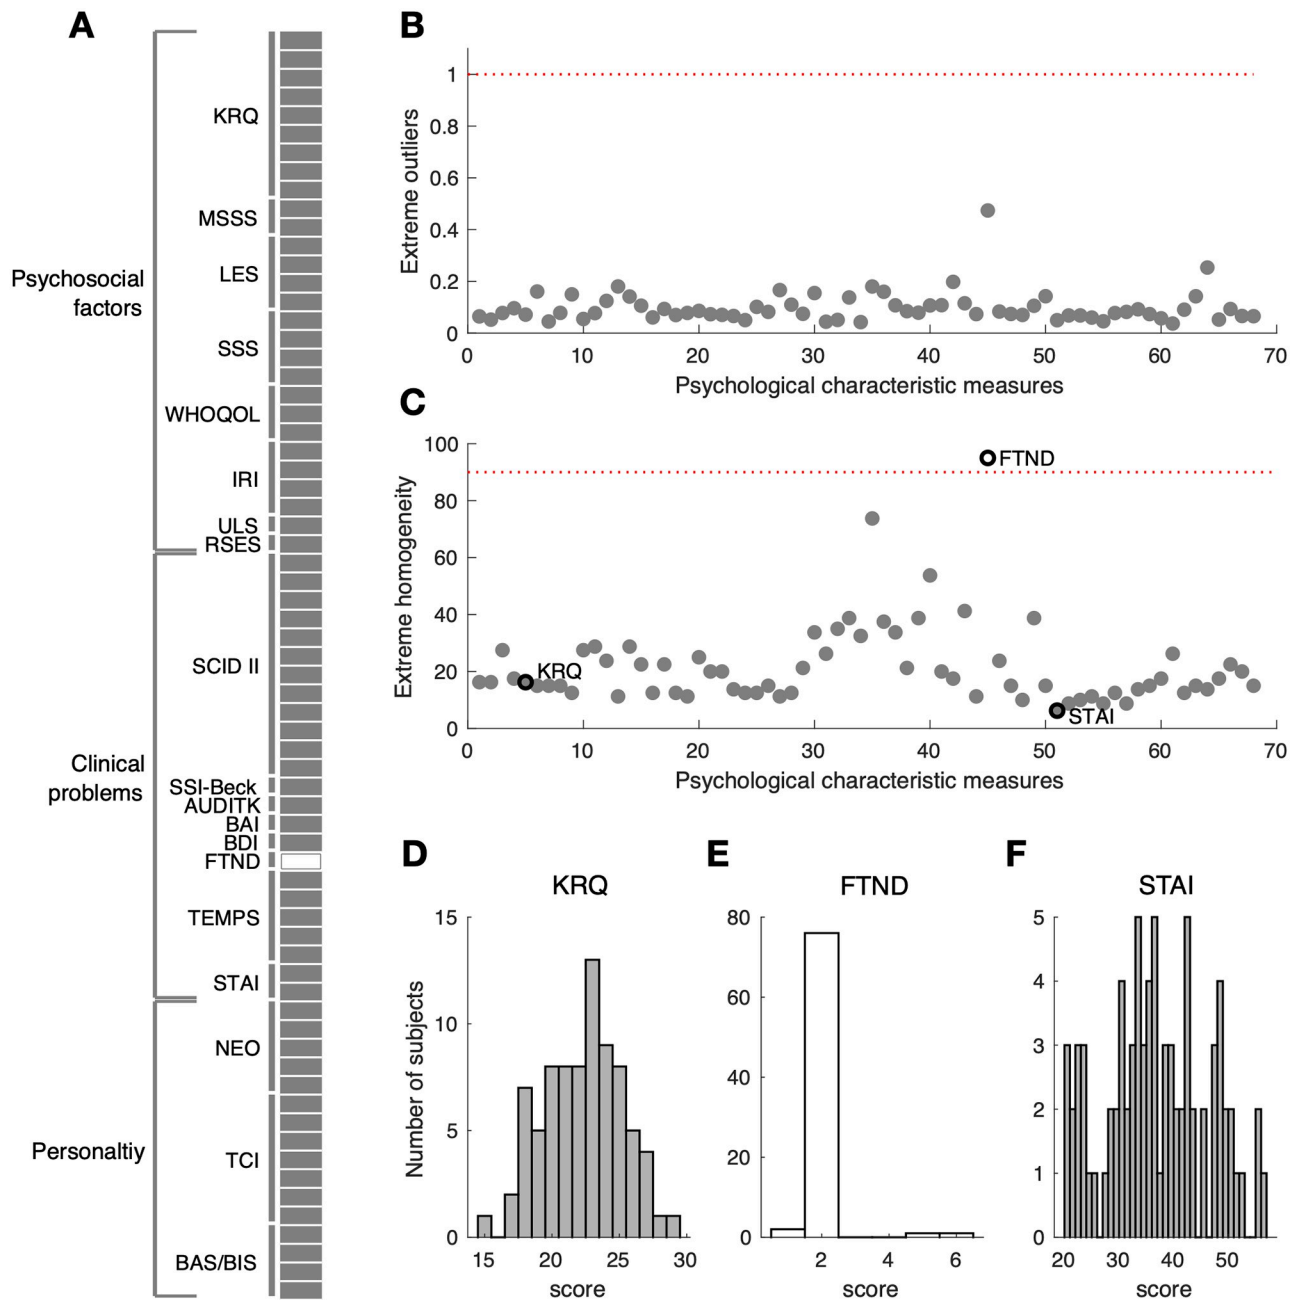 A
KRQ
MSSS
LES
Psychosocial
factors
SSS
WHOQOL
IRI
ULS
RSES
SCID II
Clinical
problems
SSI-Beck
AUDITK
BAI
BDI
FTND
TEMPS
STAI
NEO
Personaltiy
TCI
BAS/BIS
B
Extreme outliers
1
0.8
0.6
0.4
0.2
0
0 10 20 30 40 50 60 70
Psychological characteristic measures
C
Extreme homogeneity
100
80
60
40
20
0
FTND
KRQ
STAI
0 10 20 30 40 50 60 70
Psychological characteristic measures
D
KRQ
Number of subjects
15
10
5
0
15 20 25 30
score
E
FTND
80
60
40
20
0
2 4 6
score
F
STAI
5
4
3
2
1
0
20 30 40 50
score